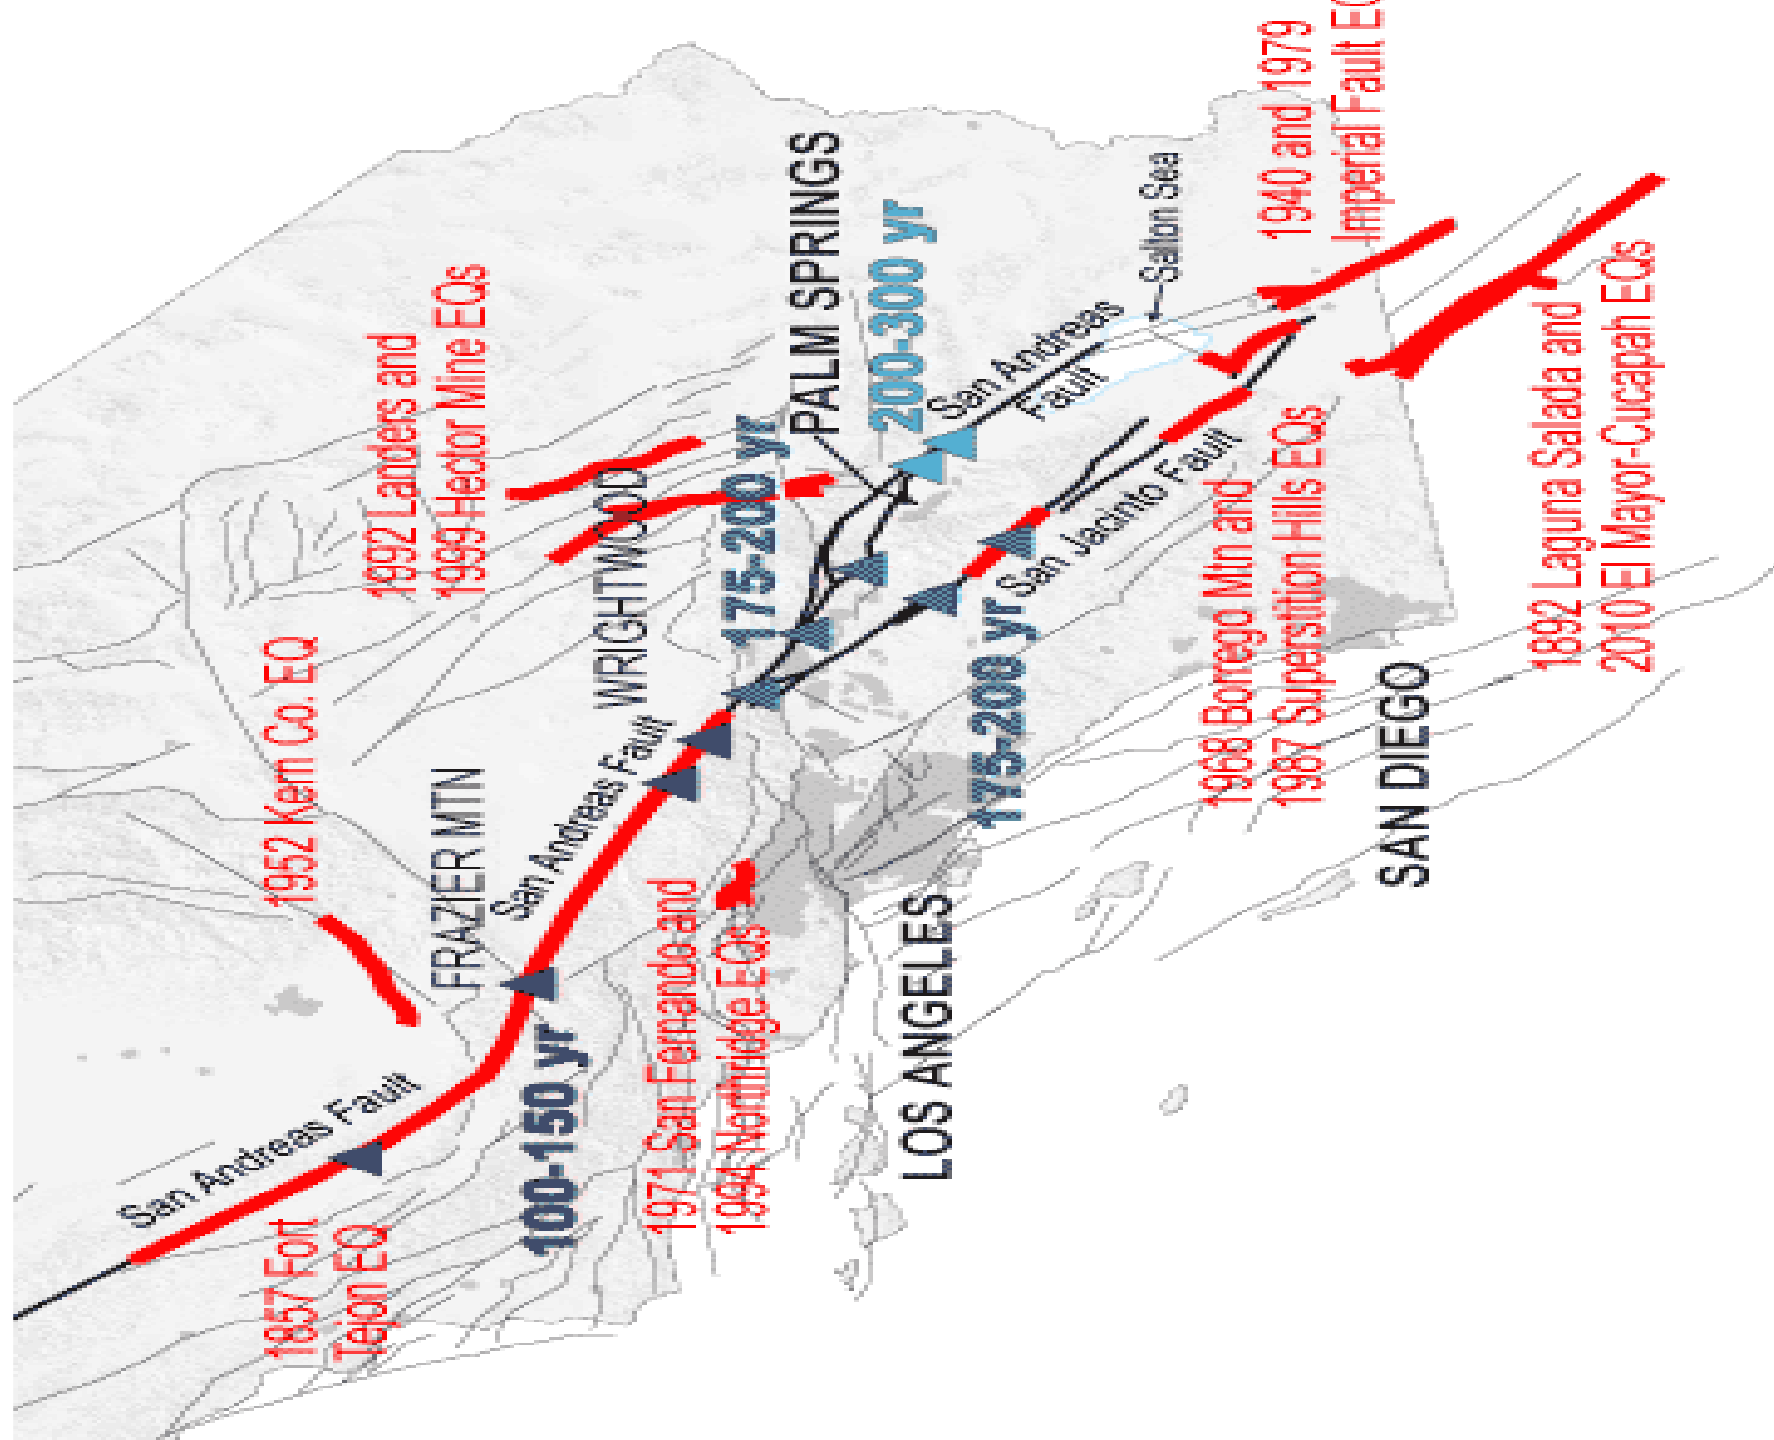 1857 Fort
Tejon EQ
San Andreas Fault
1952 Kern Co. EQ
FRAZIER MTN
100-150 yr
San Andreas Fault
1992 Landers and
1999 Hector Mine EQs
WRIGHTWOOD
1971 San Fernando and
1994 Northridge EQs
175-200 yr
PALM SPRINGS
200-300 yr
LOS ANGELES
San Andreas
Fault
175-200 yr
San Jacinto Fault
Salton Sea
1968 Borrego Mtn and
1987 Superstition Hills EQs
1940 and 1979
Imperial Fault
SAN DIEGO
1892 Laguna Salada and
2010 El Mayor-Cucapah EQs